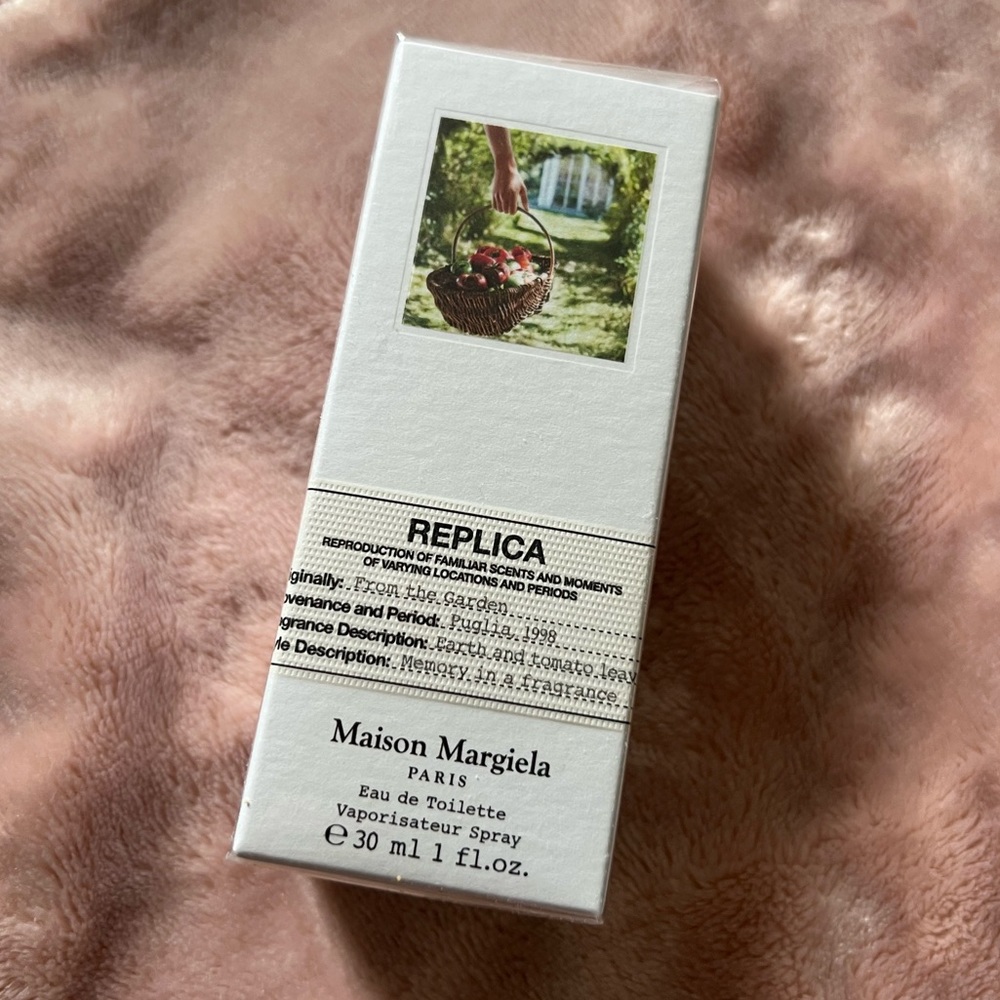 REPLICA
REPRODUCTION OF FAMILIAR SCENTS AND MOMENTS
OF VARYING LOCATIONS AND PERIODS
iginally: From the Garden
ovenance and Period: Puglia, 1998
agrance Description: Earth and tomato leav
yle Description: Memory in a fragrance
Maison Margiela
PARIS
Eau de Toilette
Vaporisateur Spray
℮ 30 ml 1 fl.oz.